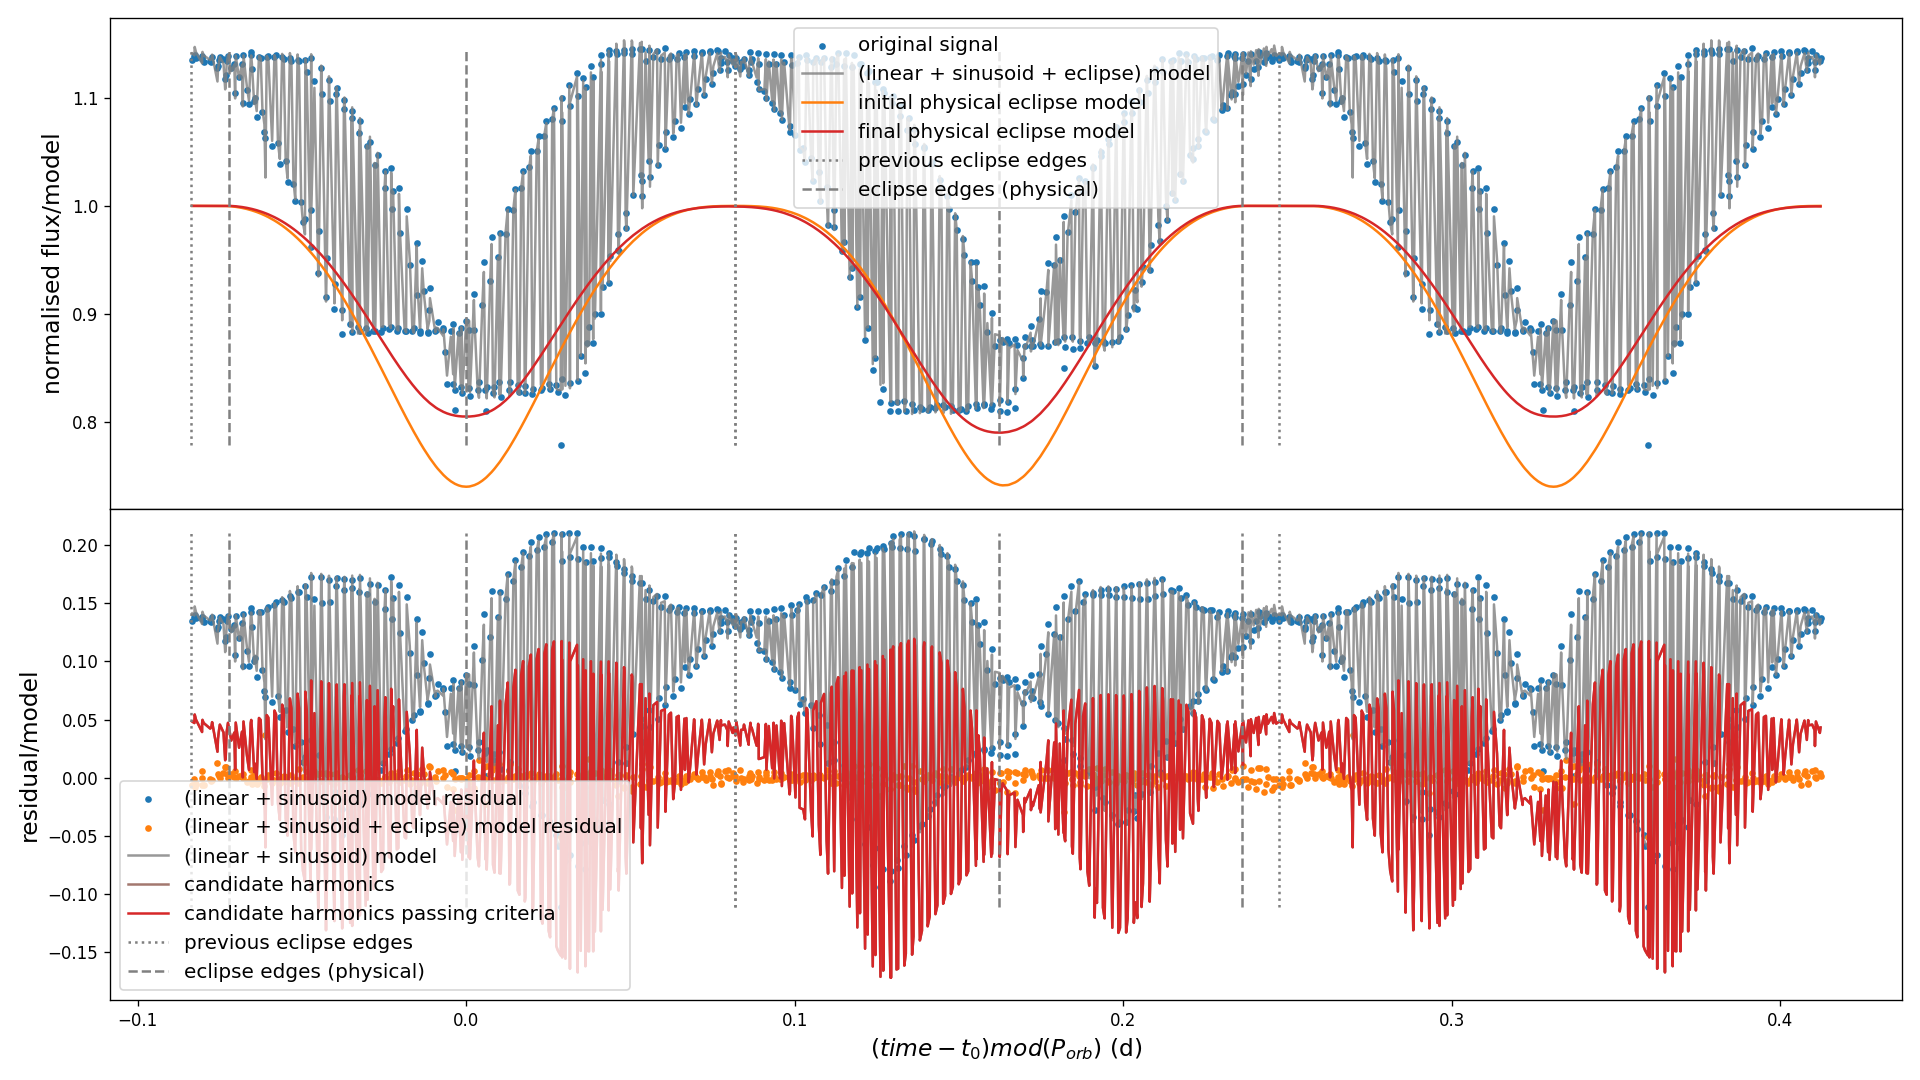 normalised flux/model
1.1
1.0
0.9
0.8
original signal
(linear + sinusoid + eclipse) model
initial physical eclipse model
final physical eclipse model
previous eclipse edges
eclipse edges (physical)
residual/model
0.20
0.15
0.10
0.05
0.00
−0.05
−0.10
−0.15
(linear + sinusoid) model residual
(linear + sinusoid + eclipse) model residual
(linear + sinusoid) model
candidate harmonics
candidate harmonics passing criteria
previous eclipse edges
eclipse edges (physical)
−0.1 0.0 0.1 0.2 0.3 0.4
(time − t₀)mod(P_orb) (d)